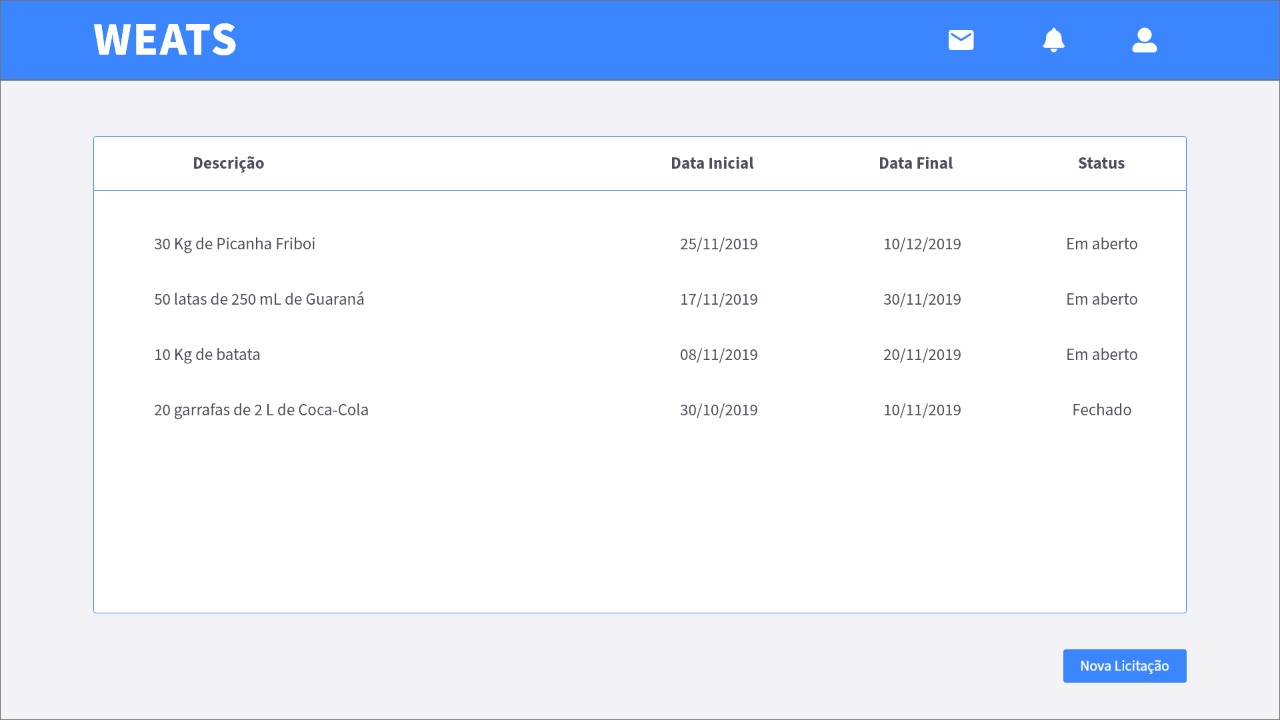 WEATS
Descrição Data Inicial Data Final Status
30 Kg de Picanha Friboi 25/11/2019 10/12/2019 Em aberto
50 latas de 250 mL de Guaraná 17/11/2019 30/11/2019 Em aberto
10 Kg de batata 08/11/2019 20/11/2019 Em aberto
20 garrafas de 2 L de Coca-Cola 30/10/2019 10/11/2019 Fechado
Nova Licitação